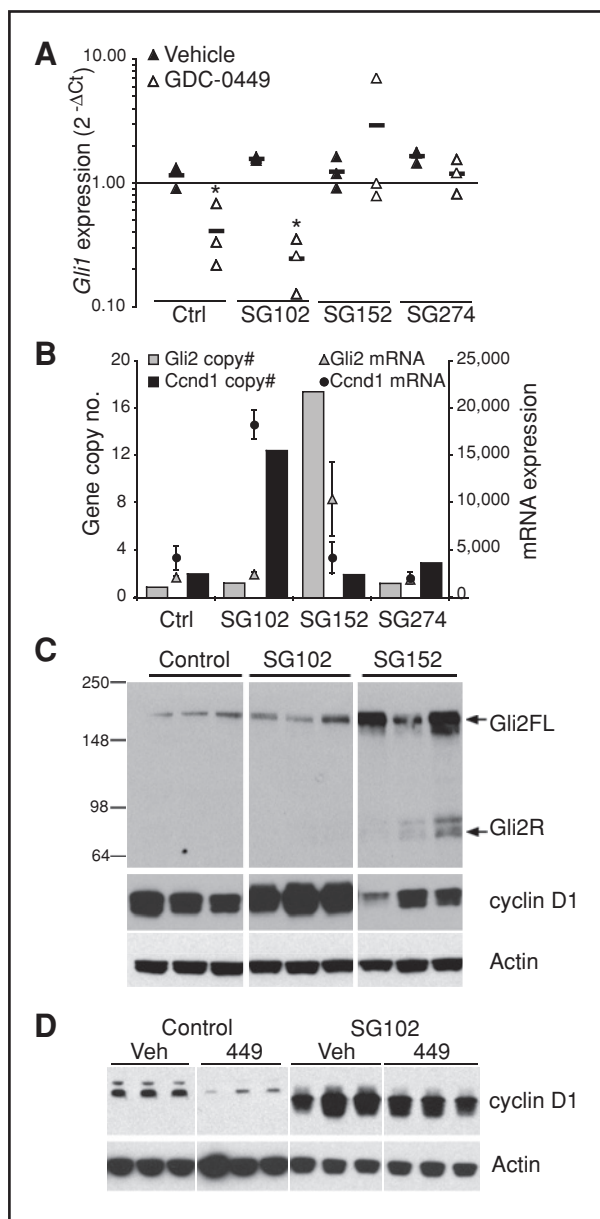 A
Vehicle
GDC-0449
Gli1 expression (2 -ΔCt)
10.00
1.00
0.10
*
*
Ctrl SG102 SG152 SG274
B
Gli2 copy# Gli2 mRNA
Ccnd1 copy# Ccnd1 mRNA
Gene copy no.
20
16
12
8
4
0
25,000
20,000
15,000
10,000
5,000
0
mRNA expression
Ctrl SG102 SG152 SG274
C
Control SG102 SG152
250
148
98
64
Gli2FL
Gli2R
cyclin D1
Actin
D
Control SG102
Veh 449 Veh 449
cyclin D1
Actin